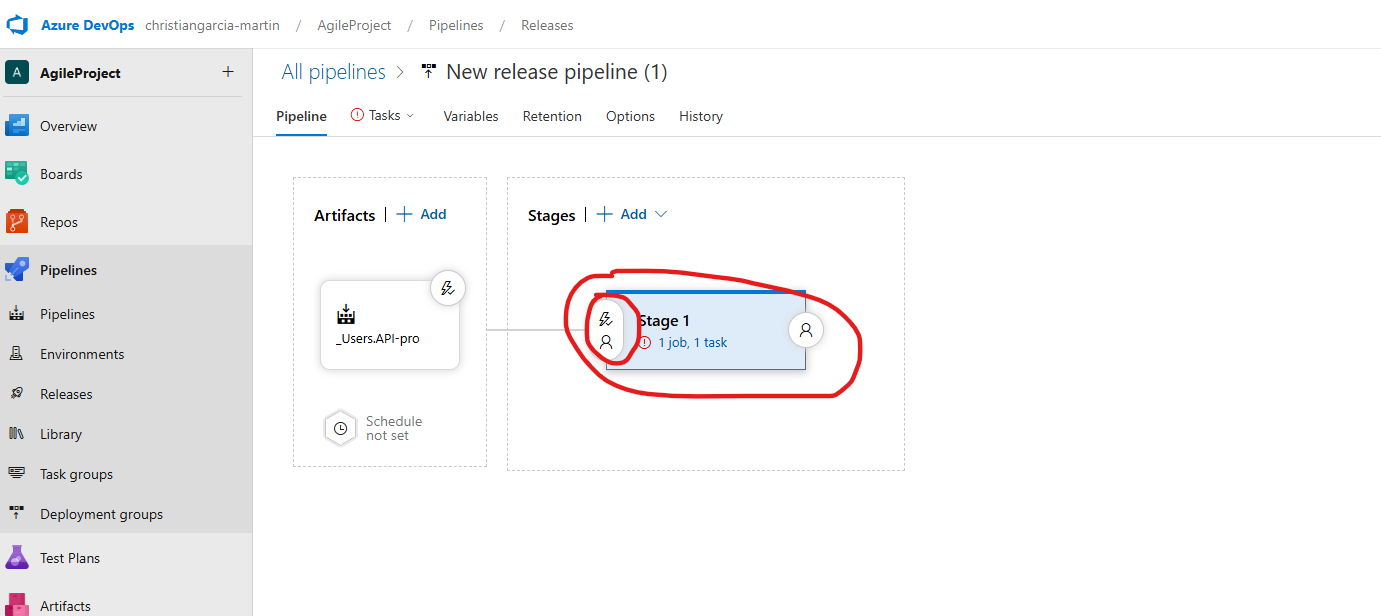 Azure DevOps christiangarcia-martin / AgileProject / Pipelines / Releases
A AgileProject +
Overview
Boards
Repos
Pipelines
Pipelines
Environments
Releases
Library
Task groups
Deployment groups
Test Plans
Artifacts
All pipelines > New release pipeline (1)
Pipeline Tasks Variables Retention Options History
Artifacts | + Add
_Users.API-pro
Schedule
not set
Stages | + Add
Stage 1
1 job, 1 task